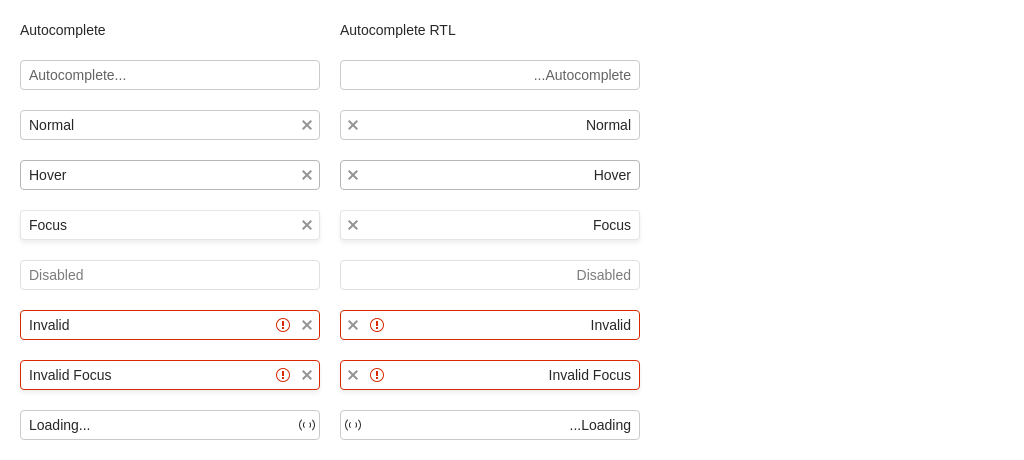 Autocomplete
Autocomplete...
Normal
Hover
Focus
Disabled
Invalid
Invalid Focus
Loading...
Autocomplete RTL
...Autocomplete
Normal
Hover
Focus
Disabled
Invalid
Invalid Focus
...Loading